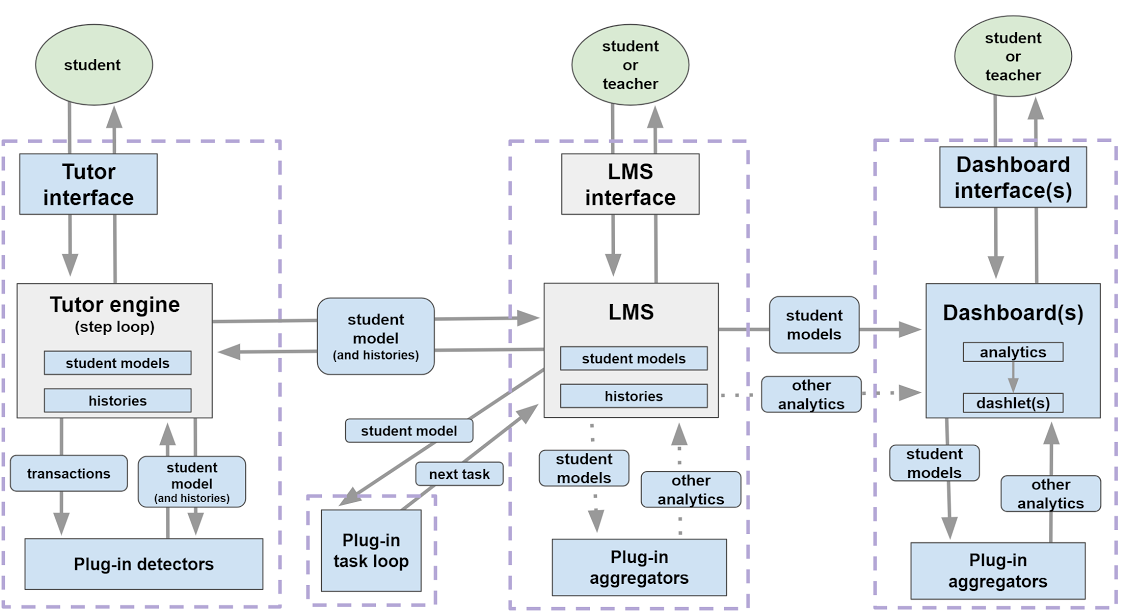 student
student
or
teacher
student
or
teacher
Tutor
interface
LMS
interface
Dashboard
interface(s)
Tutor engine
(step loop)
student models
histories
student
model
(and histories)
LMS
student models
histories
student
models
other
analytics
Dashboard(s)
analytics
dashlet(s)
transactions
student
model
(and histories)
Plug-in detectors
student model
next task
Plug-in
task loop
student
models
other
analytics
Plug-in
aggregators
student
models
other
analytics
Plug-in
aggregators